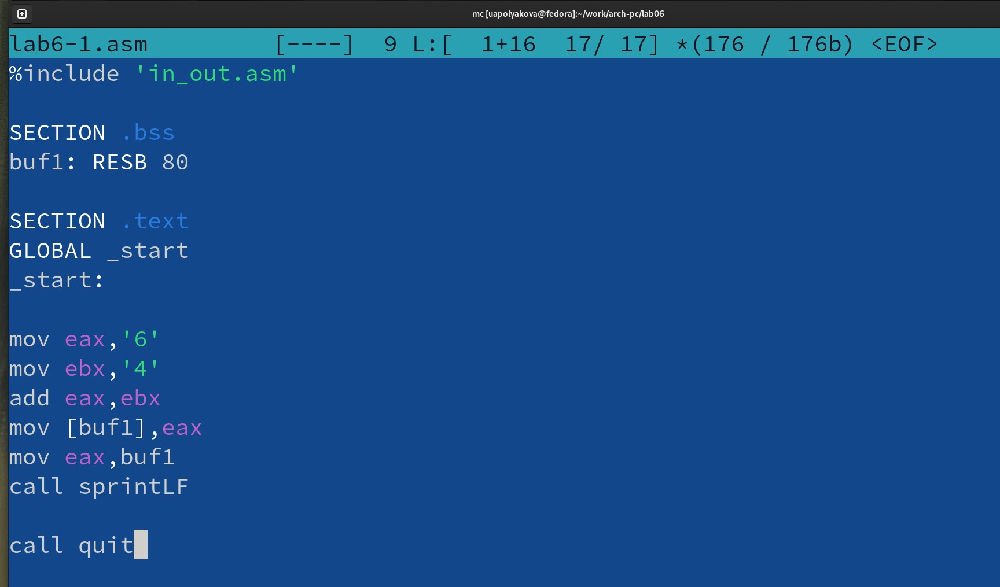 mc [uapolyakova@fedora]:~/work/arch-pc/lab06
lab6-1.asm [----] 9 L:[ 1+16 17/ 17] *(176 / 176b) <EOF>
%include 'in_out.asm'
SECTION .bss
buf1: RESB 80
SECTION .text
GLOBAL _start
_start:
mov eax,'6'
mov ebx,'4'
add eax,ebx
mov [buf1],eax
mov eax,buf1
call sprintLF
call quit